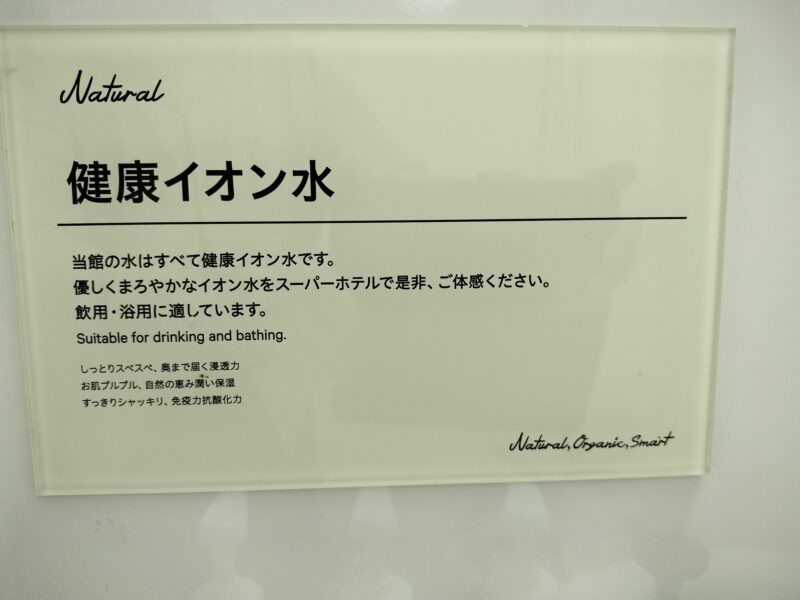 Natural
健康イオン水
当館の水はすべて健康イオン水です。
優しくまろやかなイオン水をスーパーホテルで是非、ご体感ください。
飲用・浴用に適しています。
Suitable for drinking and bathing.
しっとりスベスベ、奥まで届く浸透力
お肌プルプル、自然の恵み潤い保湿
すっきりシャッキリ、免疫力抗酸化力
Natural, Organic, Smart